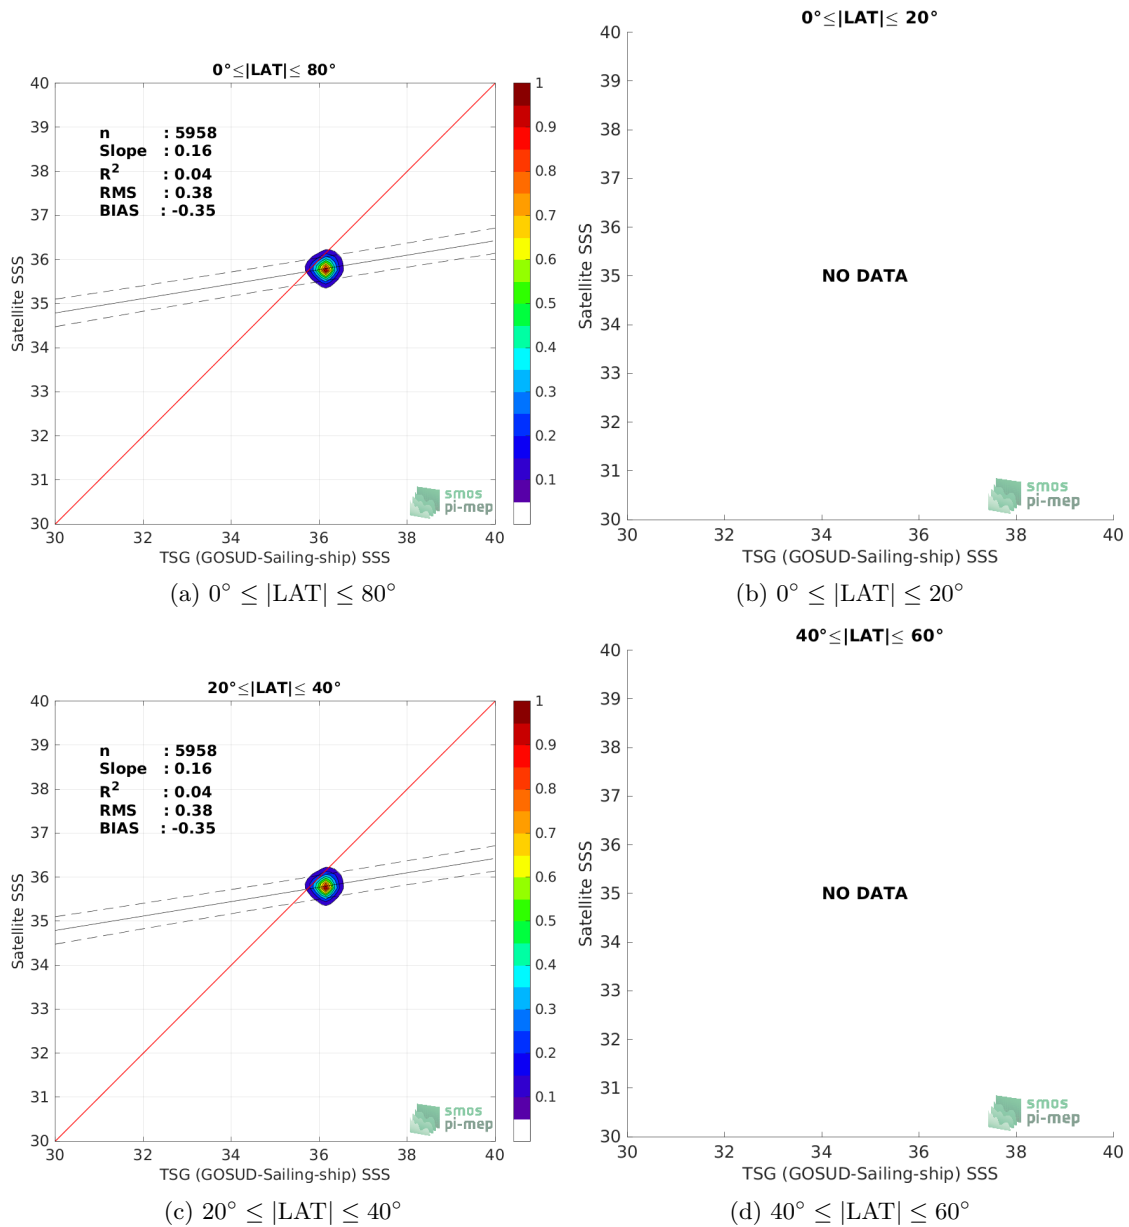 0°≤|LAT|≤ 80°
40
39
38
37
36
35
34
33
32
31
30
Satellite SSS
n : 5958
Slope : 0.16
R² : 0.04
RMS : 0.38
BIAS : -0.35
smos
pi-mep
30 32 34 36 38 40
TSG (GOSUD-Sailing-ship) SSS
1
0.9
0.8
0.7
0.6
0.5
0.4
0.3
0.2
0.1
(a) 0° ≤ |LAT| ≤ 80°
0°≤|LAT|≤ 20°
40
39
38
37
36
35
34
33
32
31
30
Satellite SSS
NO DATA
smos
pi-mep
30 32 34 36 38 40
TSG (GOSUD-Sailing-ship) SSS
(b) 0° ≤ |LAT| ≤ 20°
20°≤|LAT|≤ 40°
40
39
38
37
36
35
34
33
32
31
30
Satellite SSS
n : 5958
Slope : 0.16
R² : 0.04
RMS : 0.38
BIAS : -0.35
smos
pi-mep
30 32 34 36 38 40
TSG (GOSUD-Sailing-ship) SSS
1
0.9
0.8
0.7
0.6
0.5
0.4
0.3
0.2
0.1
(c) 20° ≤ |LAT| ≤ 40°
40°≤|LAT|≤ 60°
40
39
38
37
36
35
34
33
32
31
30
Satellite SSS
NO DATA
smos
pi-mep
30 32 34 36 38 40
TSG (GOSUD-Sailing-ship) SSS
(d) 40° ≤ |LAT| ≤ 60°